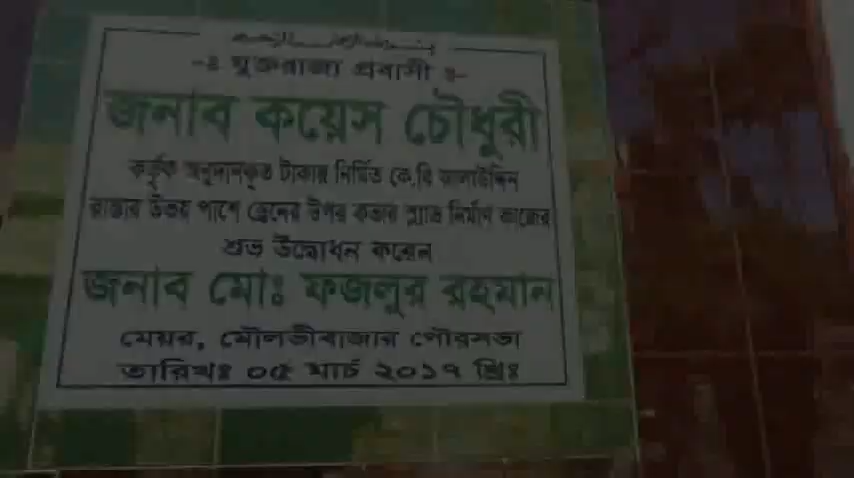 -ঃ যুক্তরাজ্য প্রবাসী ঃ-
জনাব কয়েস চৌধুরী
কর্তৃক অনুদানকৃত টাকায় নির্মিত কে,বি আলাউদ্দিন
রাস্তার উভয় পাশে ড্রেনের উপর কভার স্ল্যাভ নির্মাণ কাজের
শুভ উদ্বোধন করেন
জনাব মোঃ ফজলুর রহমান
মেয়র, মৌলভীবাজার পৌরসভা
তারিখঃ ০৫ মার্চ ২০১৭ খ্রিঃ